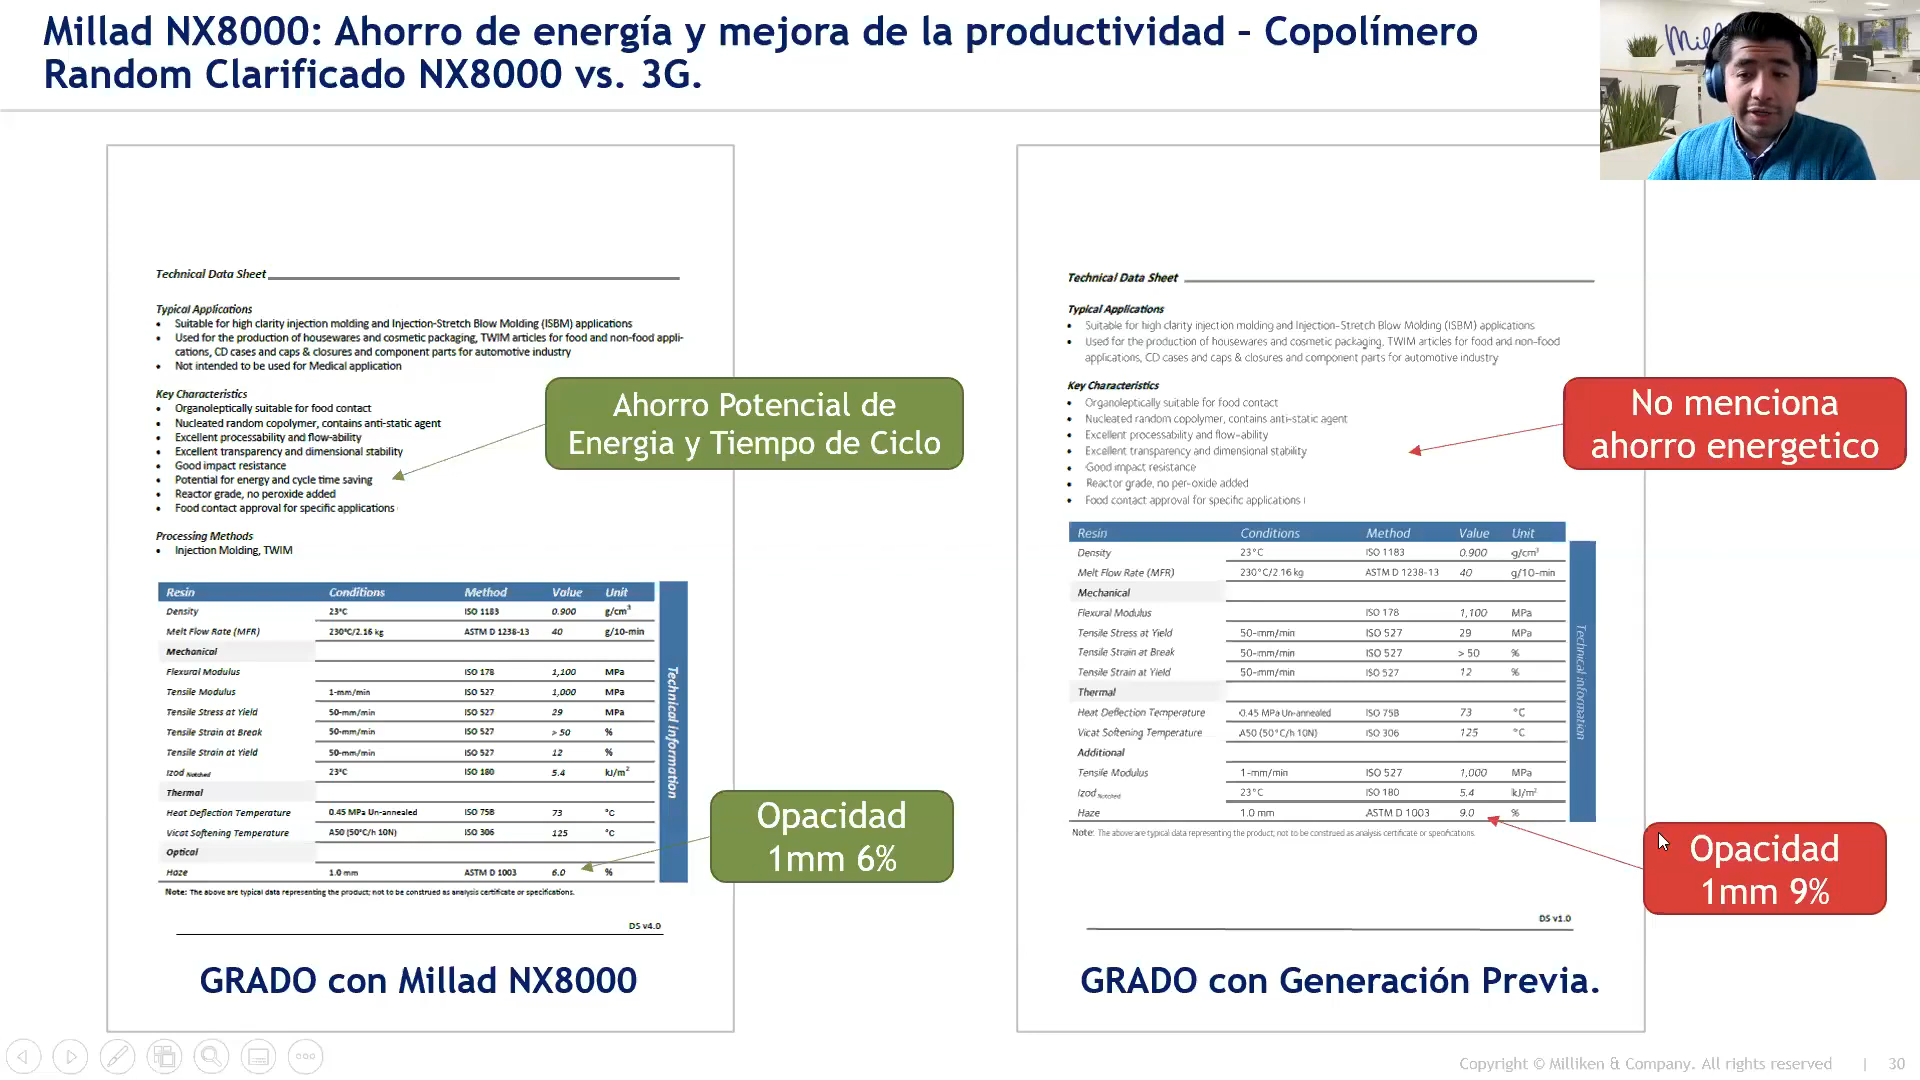 Millad NX8000: Ahorro de energía y mejora de la productividad – Copolímero
Random Clarificado NX8000 vs. 3G.
Technical Data Sheet
Typical Applications
• Suitable for high clarity injection molding and Injection-Stretch Blow Molding (ISBM) applications
• Used for the production of housewares and cosmetic packaging, TWIM articles for food and non-food appli-
cations, CD cases and caps & closures and component parts for automotive industry
• Not intended to be used for Medical application
Key Characteristics
• Organoleptically suitable for food contact
• Nucleated random copolymer, contains anti-static agent
• Excellent processability and flow-ability
• Excellent transparency and dimensional stability
• Good impact resistance
• Potential for energy and cycle time saving
• Reactor grade, no peroxide added
• Food contact approval for specific applications
Processing Methods
• Injection Molding, TWIM
Resin Conditions Method Value Unit
Density 23°C ISO 1183 0.900 g/cm³
Melt Flow Rate (MFR) 230°C/2.16 kg ASTM D 1238-13 40 g/10-min
Mechanical
Flexural Modulus ISO 178 1,100 MPa
Tensile Modulus 1-mm/min ISO 527 1,000 MPa
Tensile Stress at Yield 50-mm/min ISO 527 29 MPa
Tensile Strain at Break 50-mm/min ISO 527 > 50 %
Tensile Strain at Yield 50-mm/min ISO 527 12 %
Izod Notched 23°C ISO 180 5.4 kJ/m²
Thermal
Heat Deflection Temperature 0.45 MPa Un-annealed ISO 75B 73 °C
Vicat Softening Temperature A50 (50°C/h 10N) ISO 306 125 °C
Optical
Haze 1.0 mm ASTM D 1003 6.0 %
Technical information
Note: The above are typical data representing the product; not to be construed as analysis certificate or specifications.
DS v4.0
GRADO con Millad NX8000
Ahorro Potencial de
Energia y Tiempo de Ciclo
Opacidad
1mm 6%
Technical Data Sheet
Typical Applications
• Suitable for high clarity injection molding and Injection-Stretch Blow Molding (ISBM) applications
• Used for the production of housewares and cosmetic packaging, TWIM articles for food and non-food
applications, CD cases and caps & closures and component parts for automotive industry
Key Characteristics
• Organoleptically suitable for food contact
• Nucleated random copolymer, contains anti-static agent
• Excellent processability and flow-ability
• Excellent transparency and dimensional stability
• Good impact resistance
• Reactor grade, no per-oxide added
• Food contact approval for specific applications
Resin Conditions Method Value Unit
Density 23°C ISO 1183 0.900 g/cm³
Melt Flow Rate (MFR) 230°C/2.16 kg ASTM D 1238-13 40 g/10-min
Mechanical
Flexural Modulus ISO 178 1,100 MPa
Tensile Stress at Yield 50-mm/min ISO 527 29 MPa
Tensile Strain at Break 50-mm/min ISO 527 > 50 %
Tensile Strain at Yield 50-mm/min ISO 527 12 %
Thermal
Heat Deflection Temperature 0.45 MPa Un-annealed ISO 75B 73 °C
Vicat Softening Temperature A50 (50°C/h 10N) ISO 306 125 °C
Additional
Tensile Modulus 1-mm/min ISO 527 1,000 MPa
Izod Notched 23°C ISO 180 5.4 kJ/m²
Haze 1.0 mm ASTM D 1003 9.0 %
Technical information
Note: The above are typical data representing the product; not to be construed as analysis certificate or specifications.
DS v1.0
GRADO con Generación Previa.
No menciona
ahorro energetico
Opacidad
1mm 9%
Copyright © Milliken & Company. All rights reserved | 30